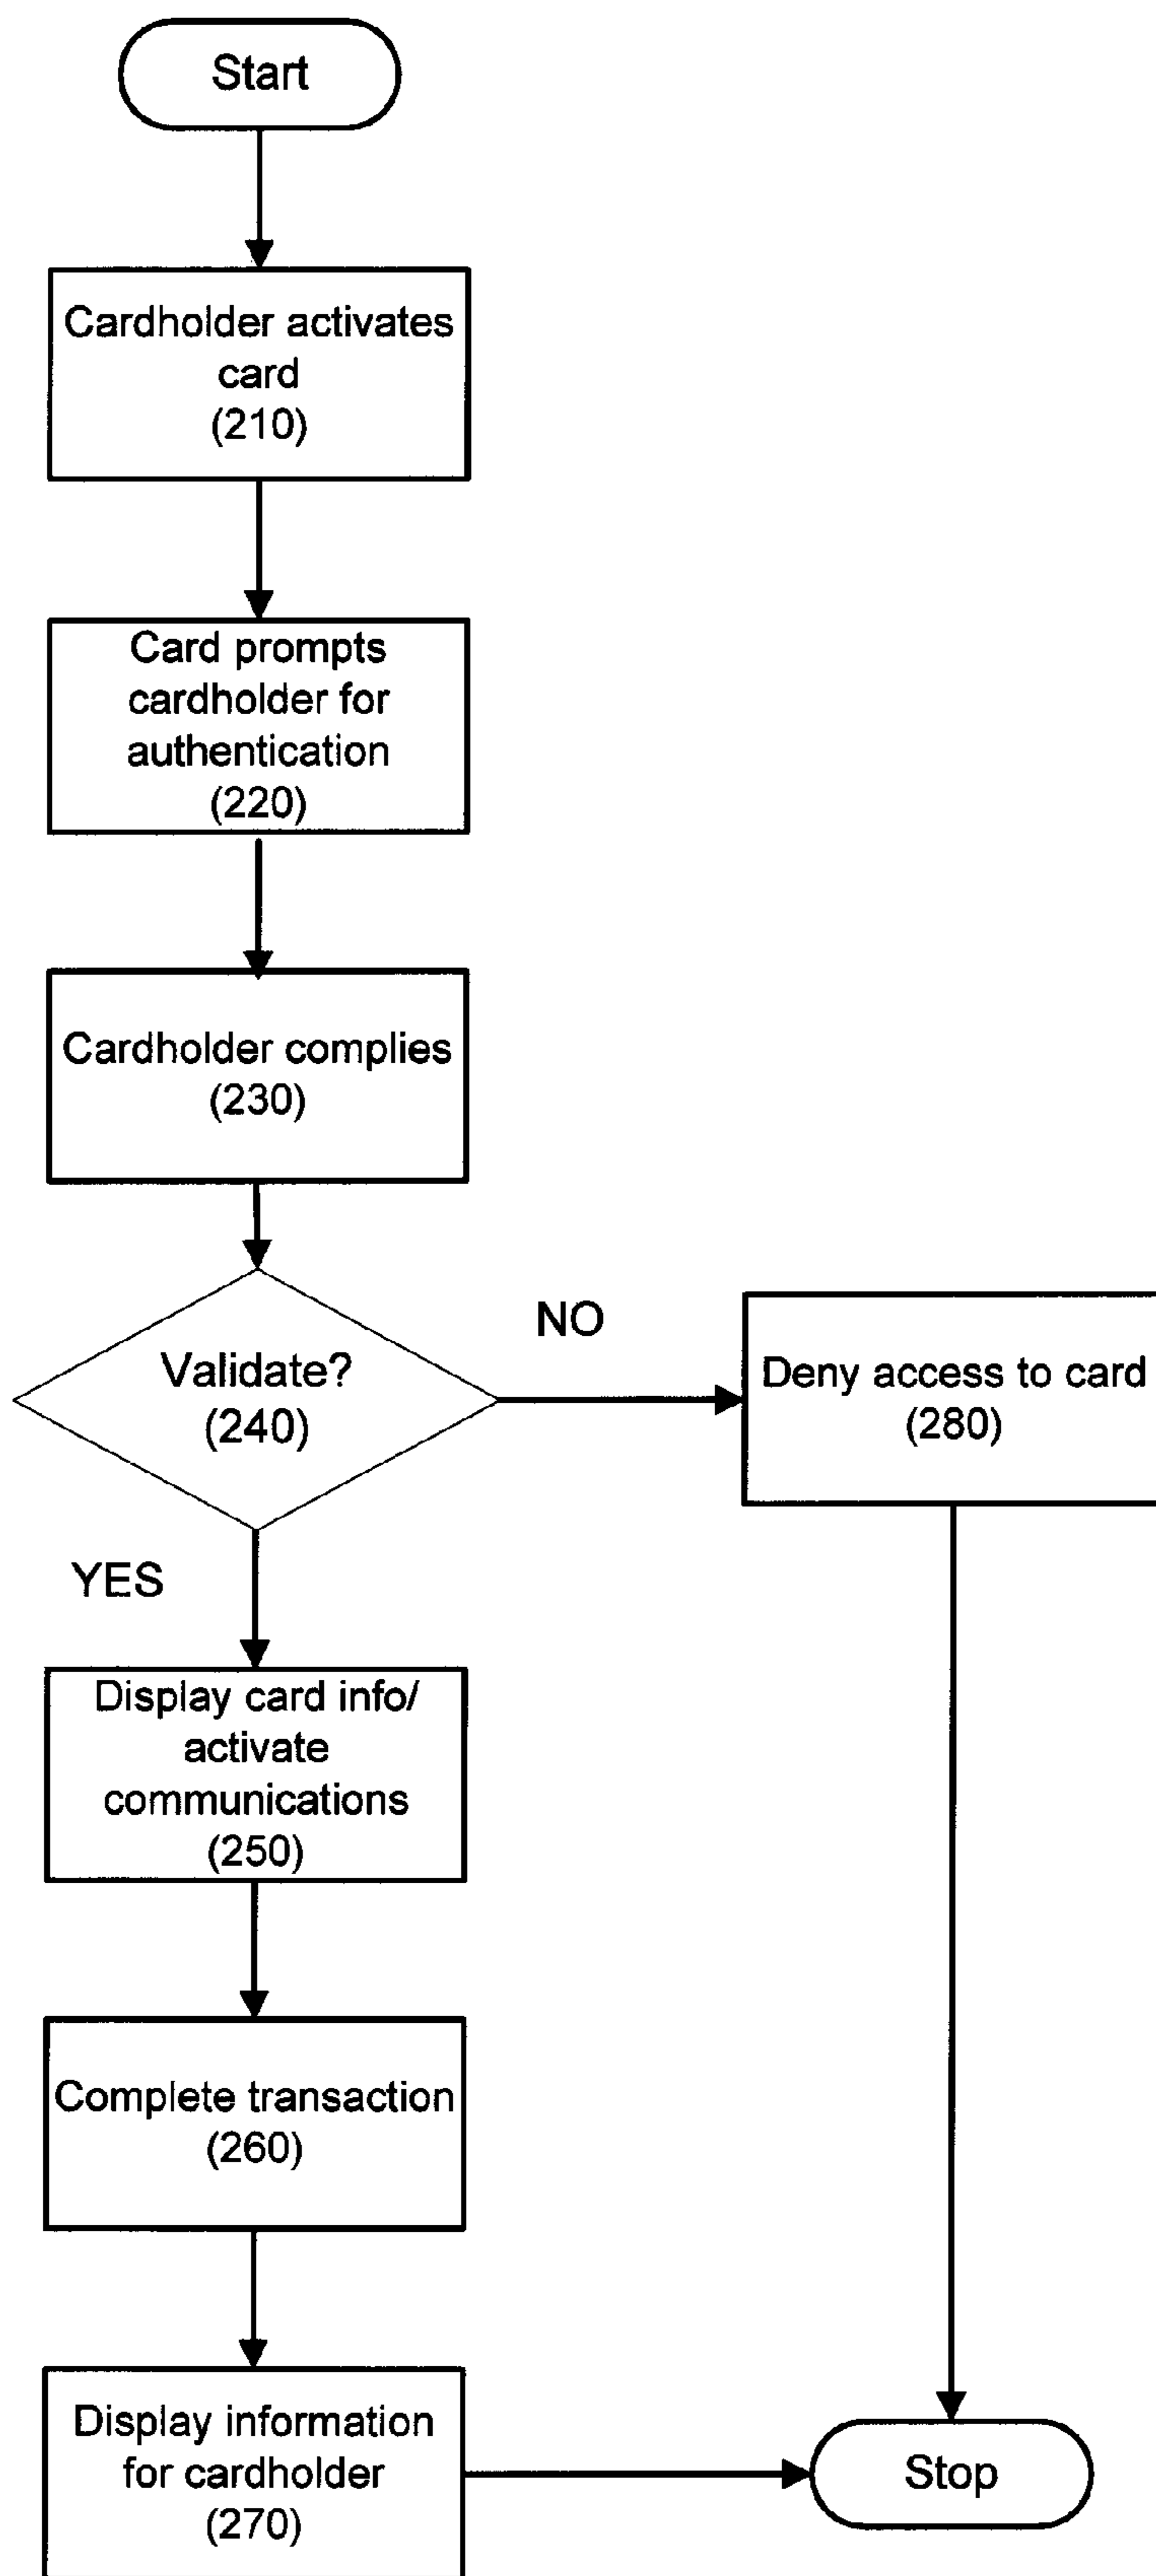 Start
Cardholder activates
card
(210)
Card prompts
cardholder for
authentication
(220)
Cardholder complies
(230)
Validate?
(240)
NO
Deny access to card
(280)
YES
Display card info/
activate
communications
(250)
Complete transaction
(260)
Display information
for cardholder
(270)
Stop